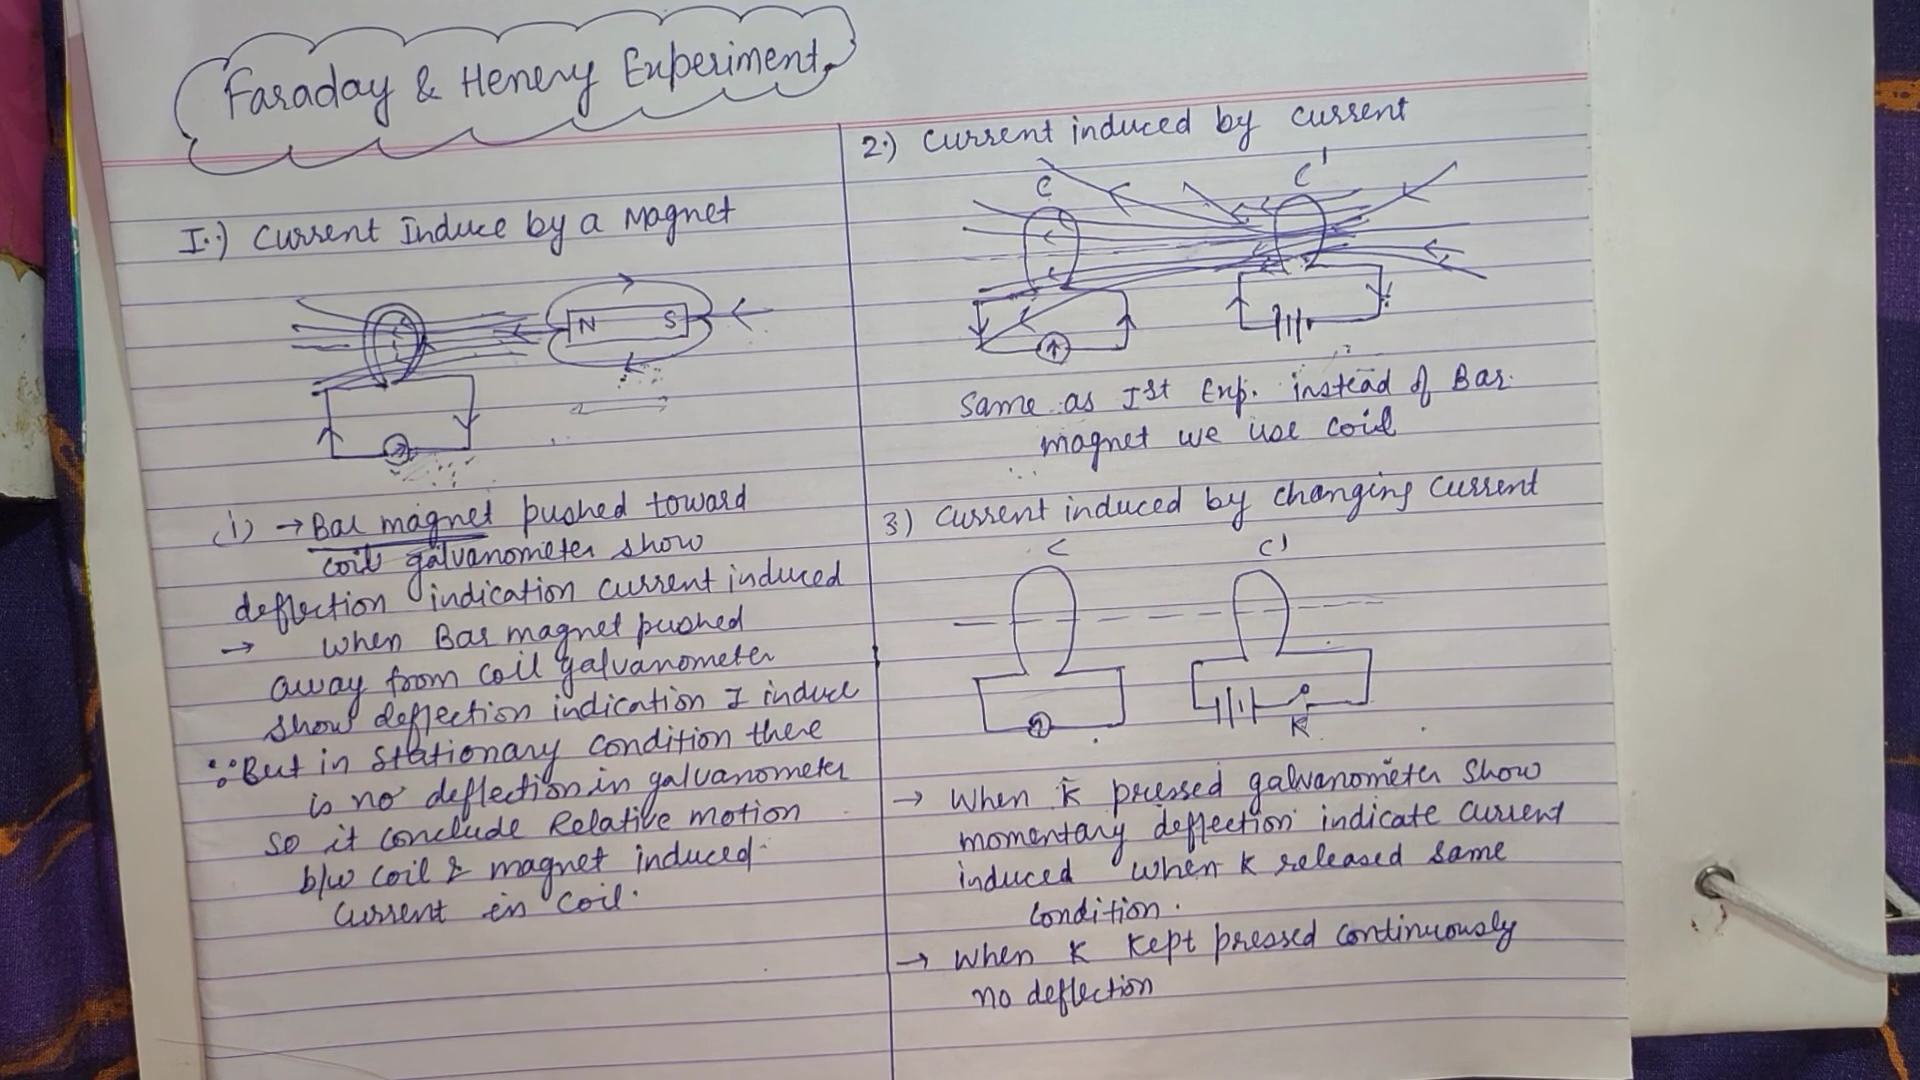 Faraday & Henery Experiment
I.) Current Induce by a Magnet
N S
(i) → Bar magnet pushed toward
coil galvanometer show
deflection indication current induced
→ when Bar magnet pushed
away from coil galvanometer
show deflection indication I induce
But in stationary condition there
is no deflection in galvanometer
so it conclude Relative motion
b/w coil & magnet induced
current in coil.
2.) Current induced by current
C C'
Same as Ist Exp. instead of Bar
magnet we use coil
3) Current induced by changing current
C C'
K
→ When K pressed galvanometer show
momentary deflection indicate current
induced when K released same
condition.
→ when K kept pressed continuously
no deflection